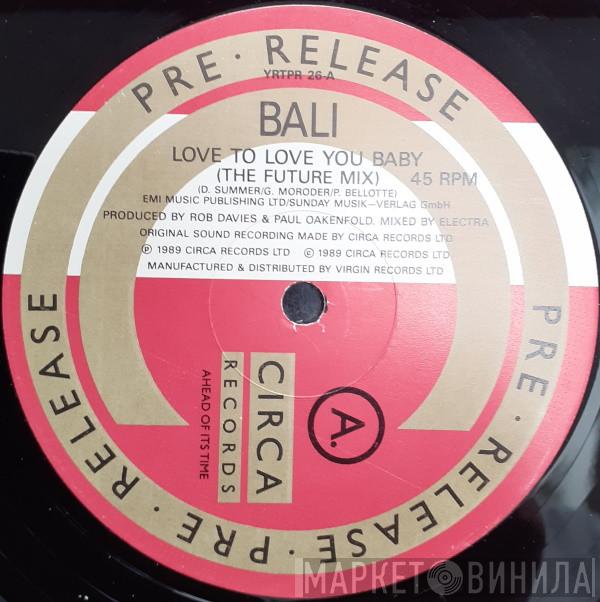 PRE · RELEASE
YRTPR 26-A
BALI
LOVE TO LOVE YOU BABY
(THE FUTURE MIX) 45 RPM
(D. SUMMER/G. MORODER/P. BELLOTTE)
EMI MUSIC PUBLISHING LTD/SUNDAY MUSIK—VERLAG GmbH
PRODUCED BY ROB DAVIES & PAUL OAKENFOLD. MIXED BY ELECTRA
ORIGINAL SOUND RECORDING MADE BY CIRCA RECORDS LTD
℗ 1989 CIRCA RECORDS LTD © 1989 CIRCA RECORDS LTD
MANUFACTURED & DISTRIBUTED BY VIRGIN RECORDS LTD
PRE · RELEASE ·
PRE · RELEASE
A.
CIRCA
RECORDS
AHEAD OF ITS TIME
МАРКЕТ ВИНИЛА